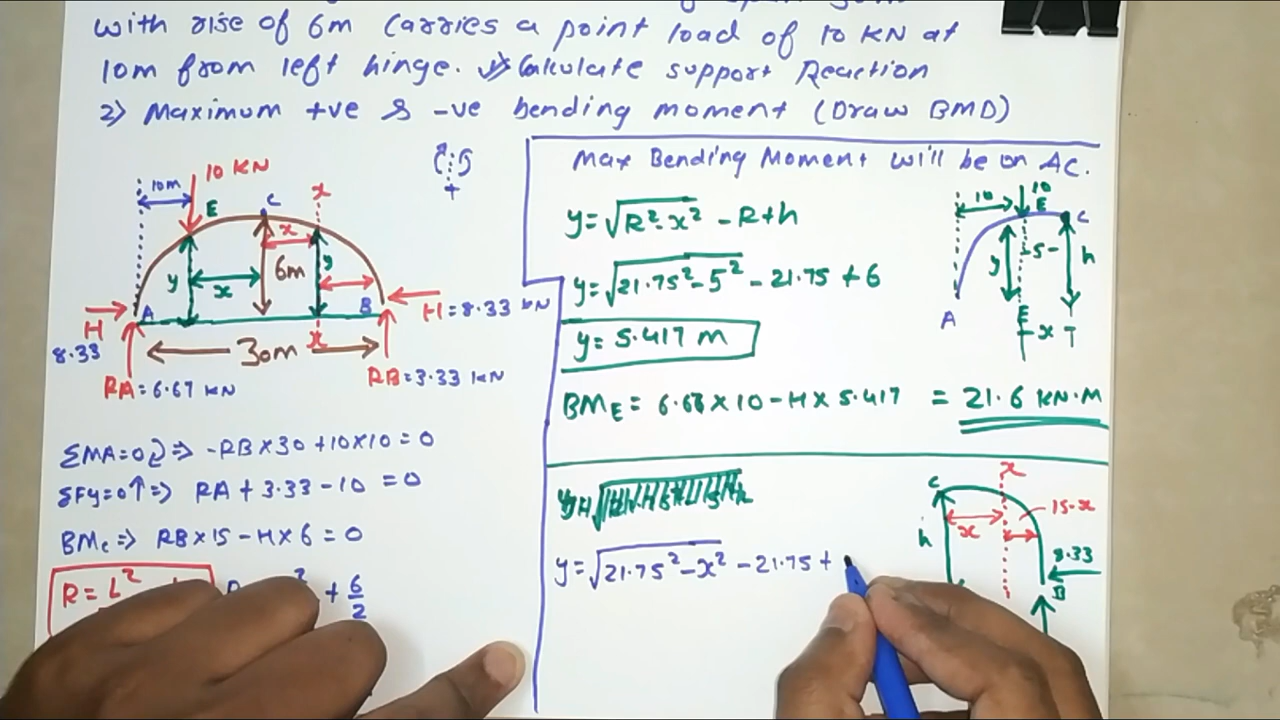 with rise of 6m carries a point load of 10 KN at
10m from left hinge. 1) Calculate support Reaction
2) Maximum +ve & -ve bending moment (Draw BMD)
10m
10 KN
E
C
x
x
y
x
6m
y
A
B
H
8.33
H = 8.33 KN
30m
x
RA = 6.67 KN
RB = 3.33 KN
+
ΣMA=0 ⇒ -RB×30 +10×10 = 0
ΣFy=0↑ ⇒ RA + 3.33 - 10 = 0
BMc ⇒ RB×15 - H×6 = 0
R = L²
+ 6/2
Max Bending Moment will be on AC.
y = √R²-x² - R+h
y = √21.75²-5² - 21.75 + 6
y = 5.417 m
BME = 6.67 × 10 - H × 5.417 = 21.6 KN.M
10
10
E
C
5
y
h
A
E
x
T
y = √21.75²-x² - 21.75 +
x
C
15-x
x
h
8.33
B